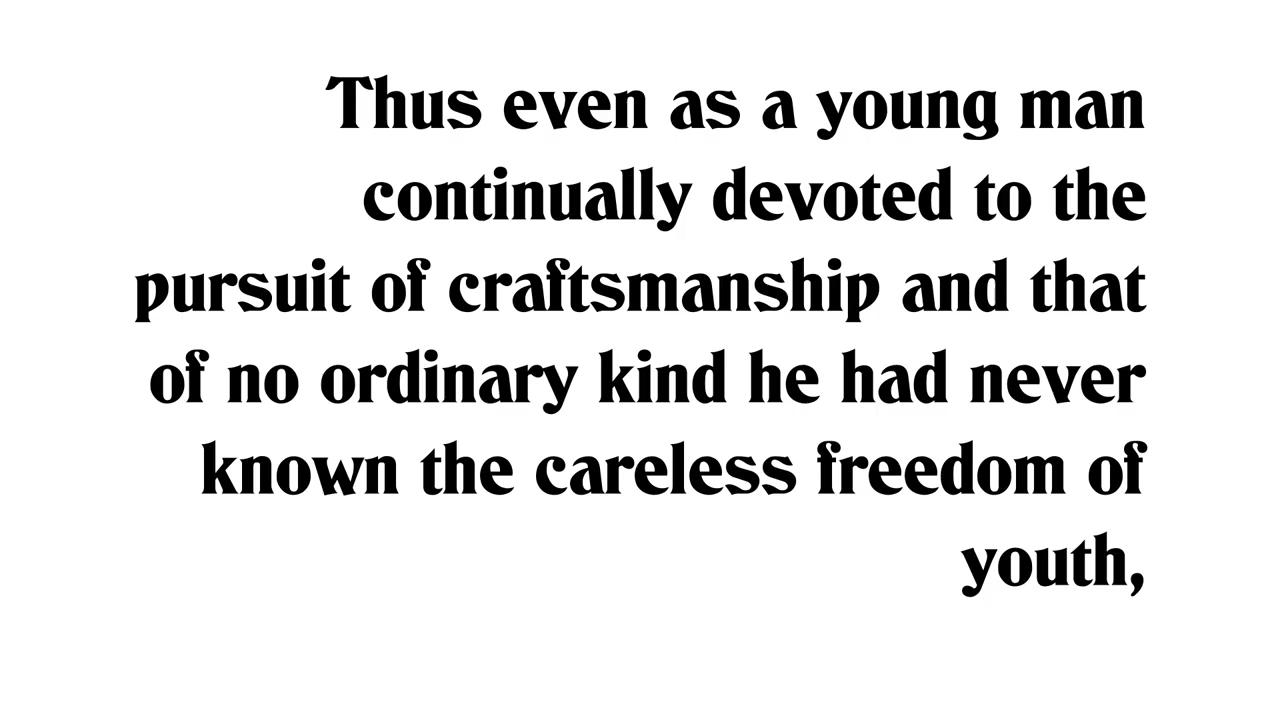 Thus even as a young man
continually devoted to the
pursuit of craftsmanship and that
of no ordinary kind he had never
known the careless freedom of
youth,